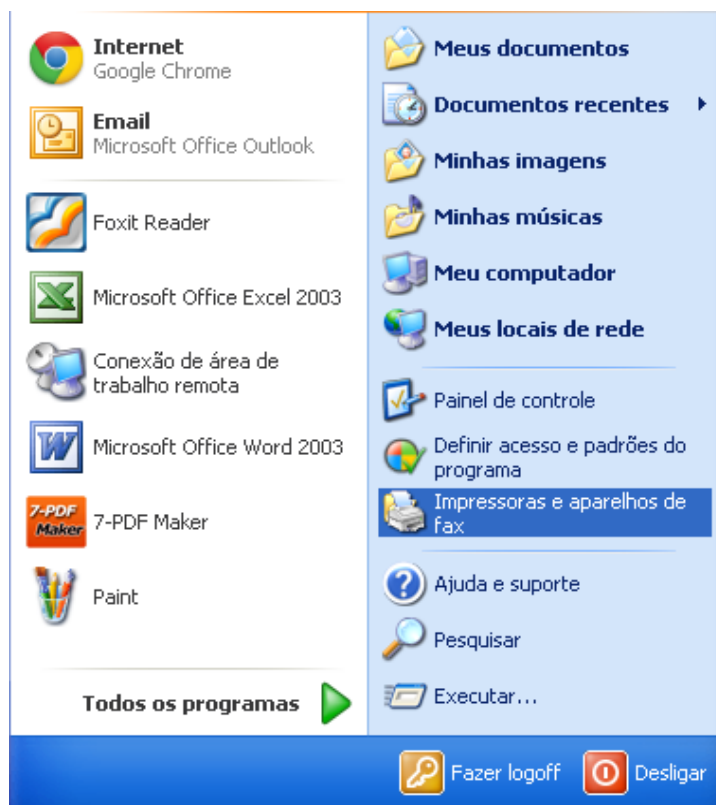 Internet
Google Chrome
Email
Microsoft Office Outlook
Foxit Reader
Microsoft Office Excel 2003
Conexão de área de
trabalho remota
Microsoft Office Word 2003
7-PDF
Maker
7-PDF Maker
Paint
Todos os programas
Meus documentos
Documentos recentes
Minhas imagens
Minhas músicas
Meu computador
Meus locais de rede
Painel de controle
Definir acesso e padrões do
programa
Impressoras e aparelhos de
fax
Ajuda e suporte
Pesquisar
Executar...
Fazer logoff
Desligar